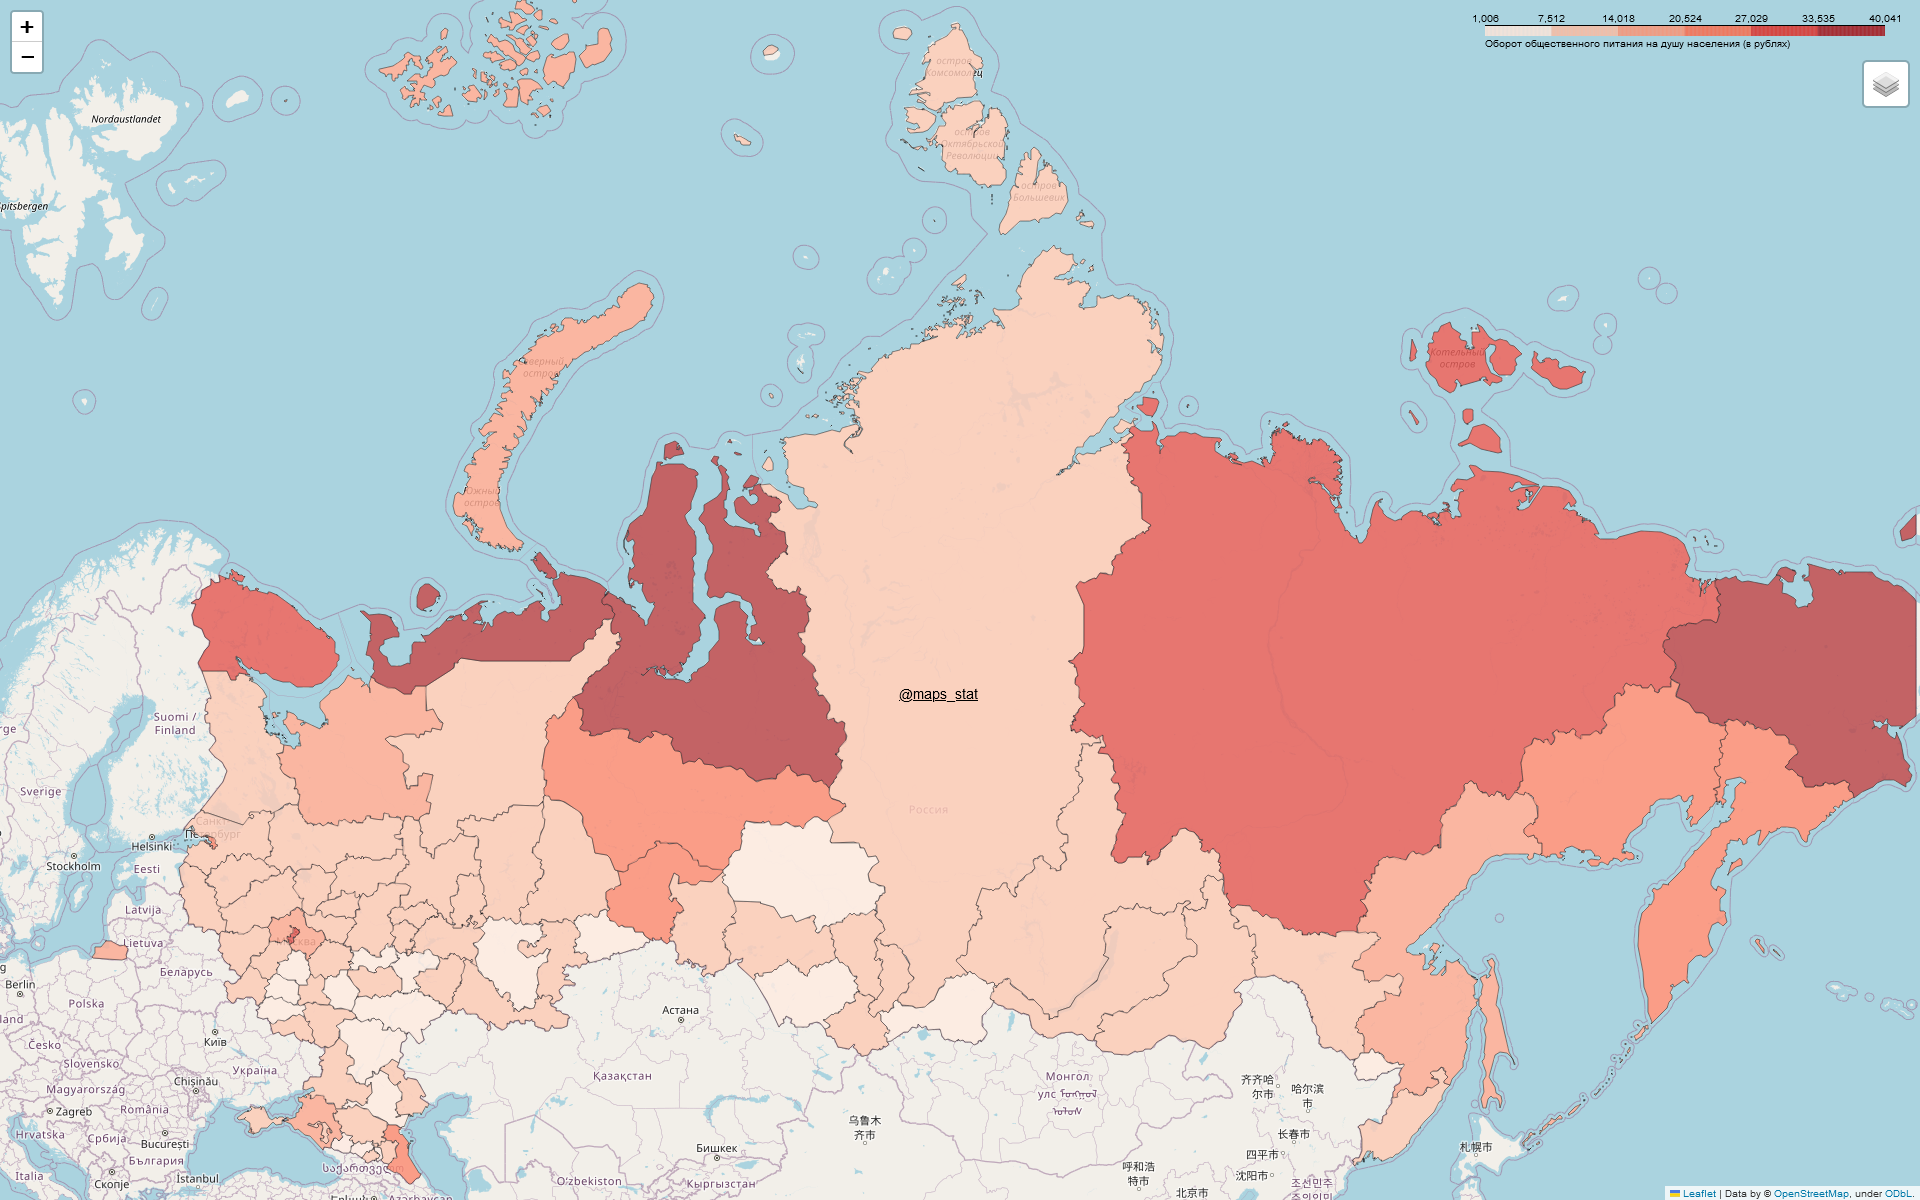 +
−
1,006 7,512 14,018 20,524 27,029 33,535 40,041
Оборот общественного питания на душу населения (в рублях)
остров
Комсомолец
Nordaustlandet
остров
Октябрьской
Революции
остров
Большевик
Spitsbergen
остров
Котельный
остров
Южный
остров
@maps_stat
Suomi /
Finland
Sverige
Россия
Санкт-
Петербург
Helsinki
Stockholm
Eesti
Latvija
Москва
Lietuva
Беларусь
Berlin
Polska
Астана
Київ
Česko
Slovensko
Україна
Қазақстан
Монгол
улс
齐齐哈
尔市
哈尔滨
市
Chișinău
Magyarország
România
Zagreb
乌鲁木
齐市
长春市
Hrvatska
Србија
București
Бишкек
札幌市
四平市
България
Italia
Скопје
Istanbul
საქართველო
O'zbekiston
Кыргызстан
呼和浩
特市
沈阳市
北京市
Azərbaycan
Leaflet | Data by © OpenStreetMap, under ODbL.